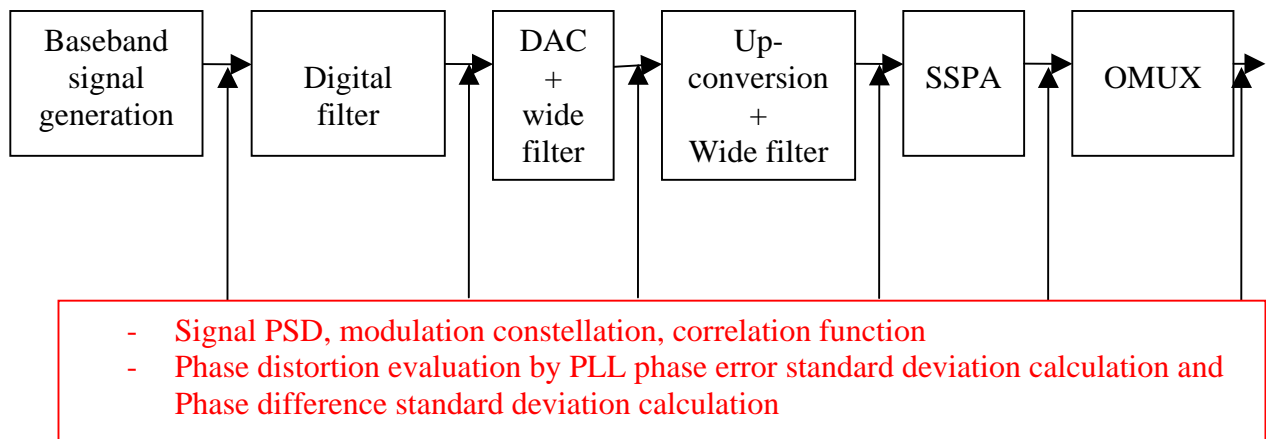 Baseband
signal
generation
Digital
filter
DAC
+
wide
filter
Up-
conversion
+
Wide filter
SSPA
OMUX
- Signal PSD, modulation constellation, correlation function
- Phase distortion evaluation by PLL phase error standard deviation calculation and
Phase difference standard deviation calculation